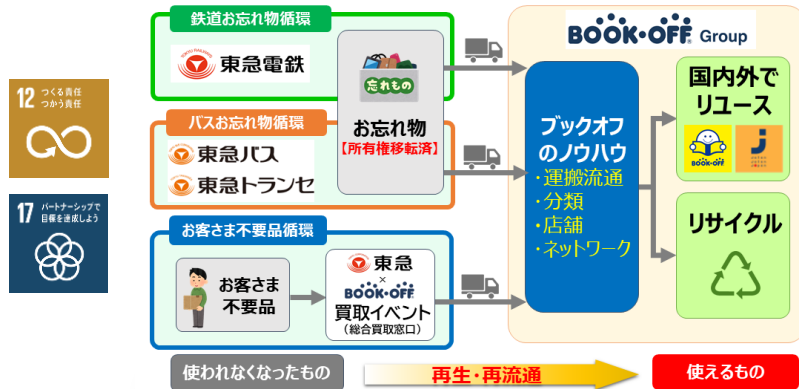 鉄道お忘れ物循環
TOKYU RAILWAYS
東急電鉄
忘れもの
お忘れ物
【所有権移転済】
バスお忘れ物循環
東急バス
東急トランセ
お客さま不要品循環
お客さま
不要品
東急
×
BOOK・OFF
買取イベント
(総合買取窓口)
BOOK・OFF Group
ブックオフ
のノウハウ
・運搬流通
・分類
・店舗
・ネットワーク
国内外で
リユース
BOOK・OFF
リサイクル
12 つくる責任
つかう責任
17 パートナーシップで
目標を達成しよう
使われなくなったもの
再生・再流通
使えるもの